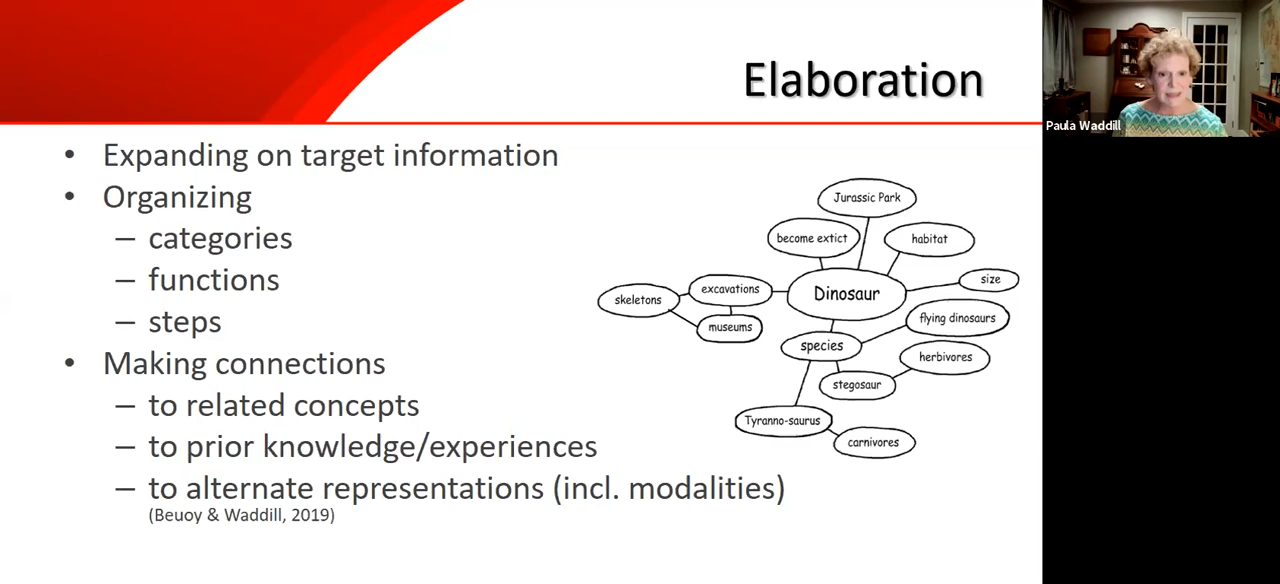 Elaboration
Paula Waddill
• Expanding on target information
• Organizing
– categories
– functions
– steps
• Making connections
– to related concepts
– to prior knowledge/experiences
– to alternate representations (incl. modalities)
(Beuoy & Waddill, 2019)
Jurassic Park
become extict
habitat
size
excavations
Dinosaur
skeletons
flying dinosaurs
museums
species
herbivores
stegosaur
Tyranno-saurus
carnivores